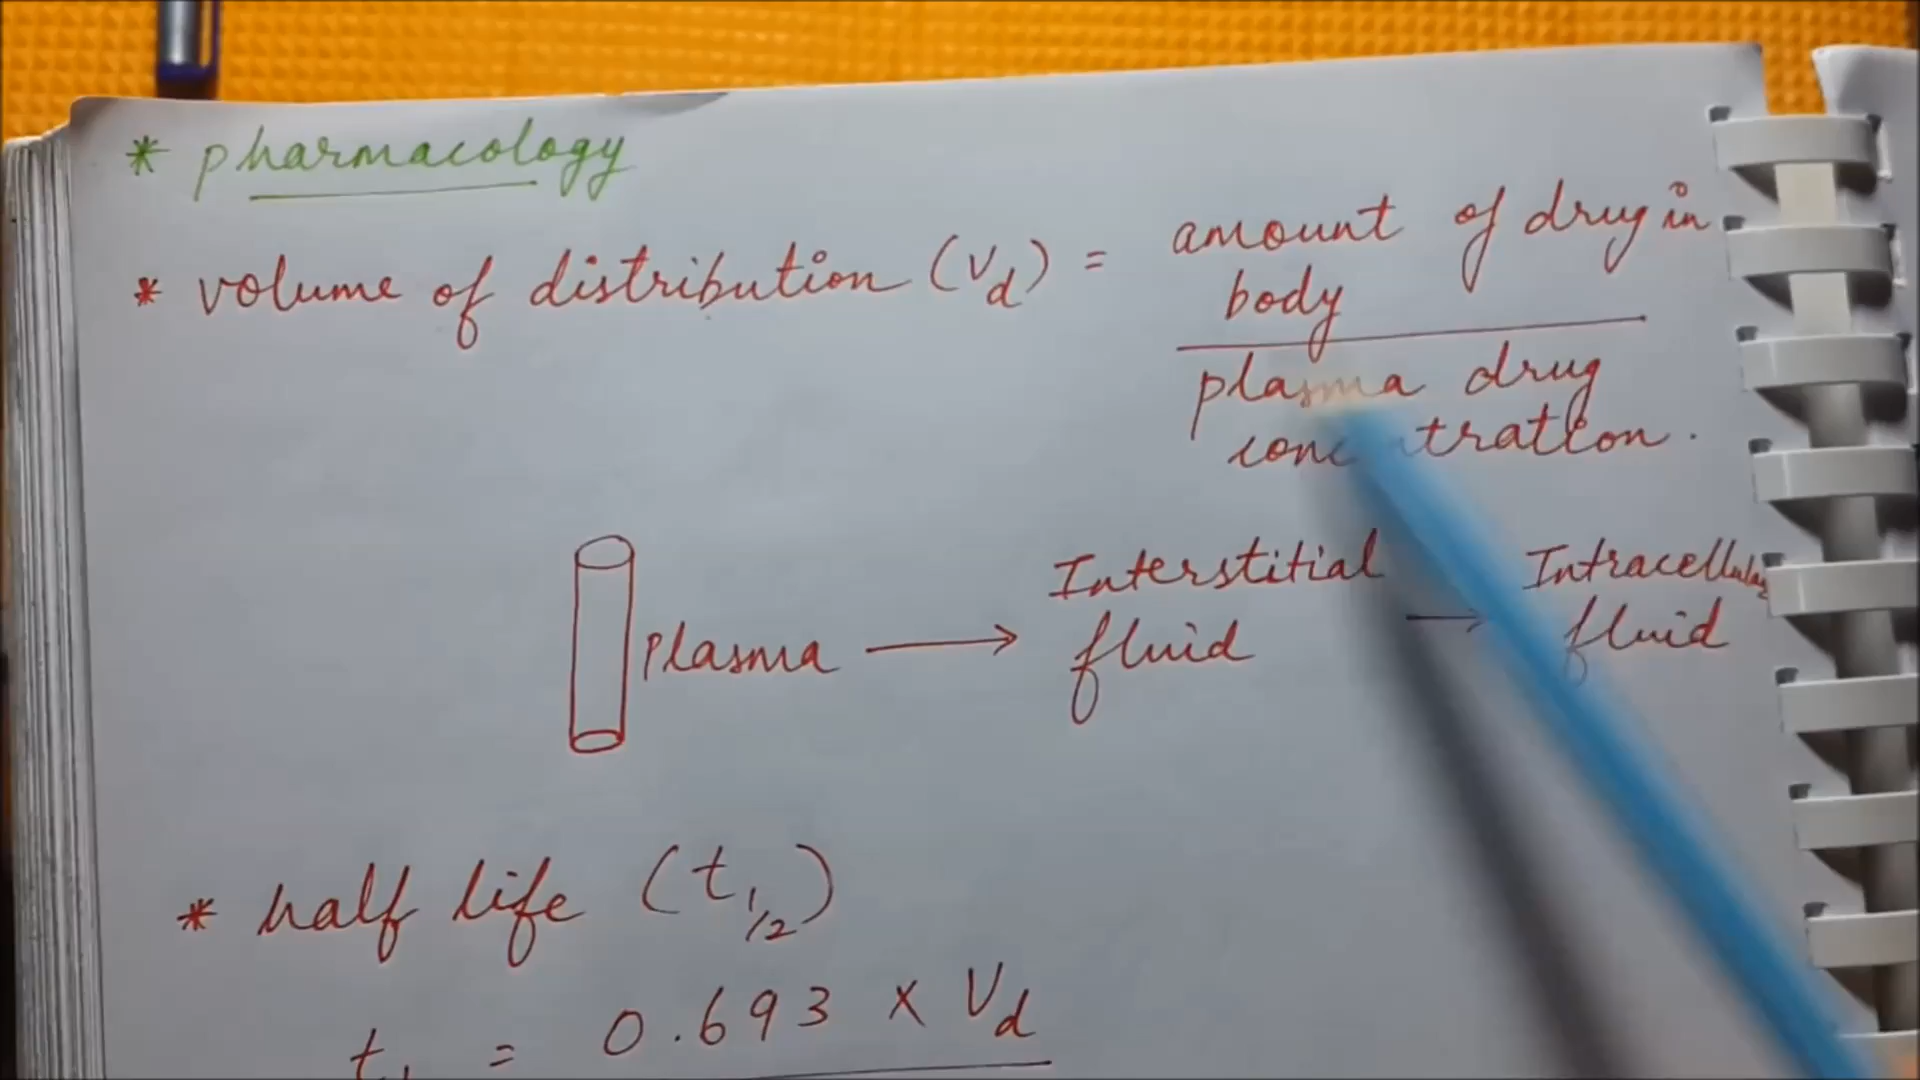 * pharmacology
* volume of distribution (Vd) = amount of drug in body
plasma drug concentration.
Plasma → Interstitial fluid → Intracellular fluid
* half life (t1/2)
t1 = 0.693 x Vd